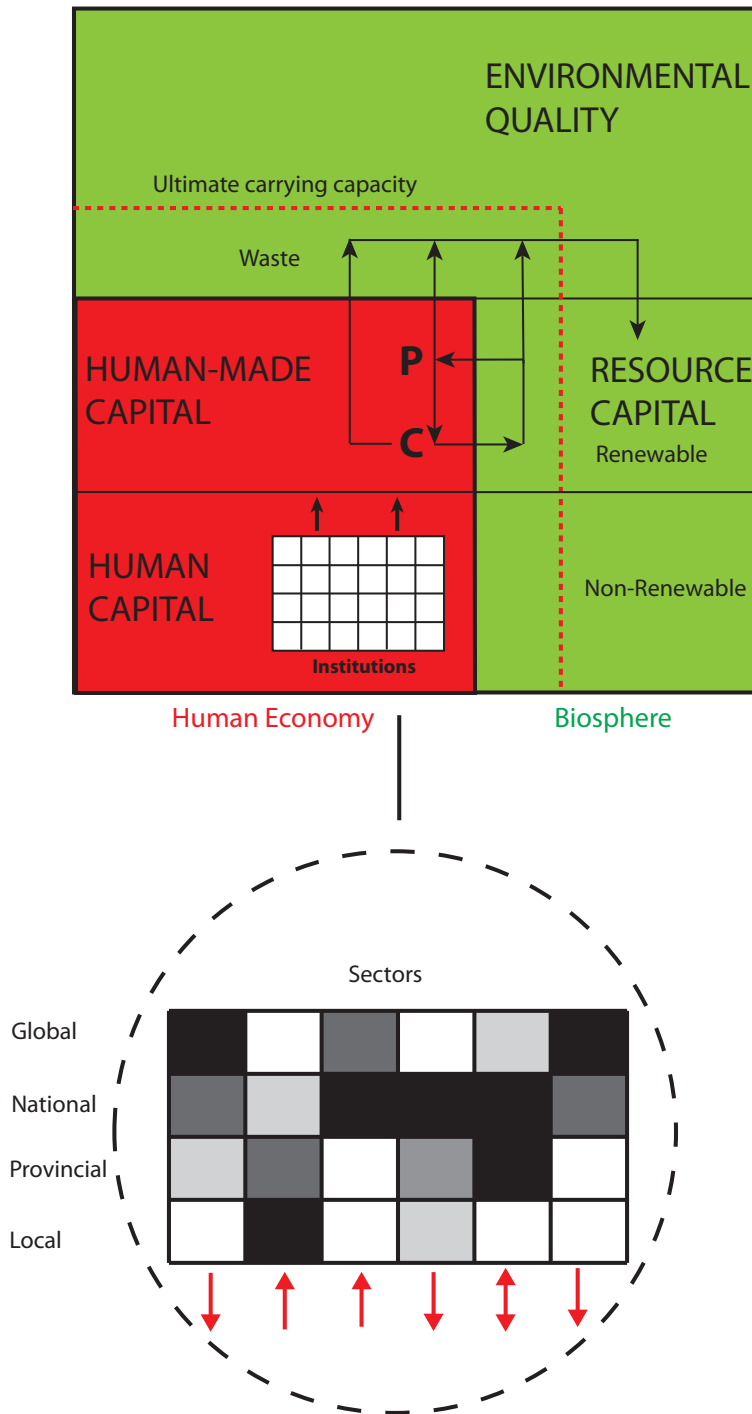 ENVIRONMENTAL
QUALITY
Ultimate carrying capacity
Waste
HUMAN-MADE
CAPITAL
P
C
RESOURCE
CAPITAL
Renewable
HUMAN
CAPITAL
Institutions
Non-Renewable
Human Economy
Biosphere
Sectors
Global
National
Provincial
Local